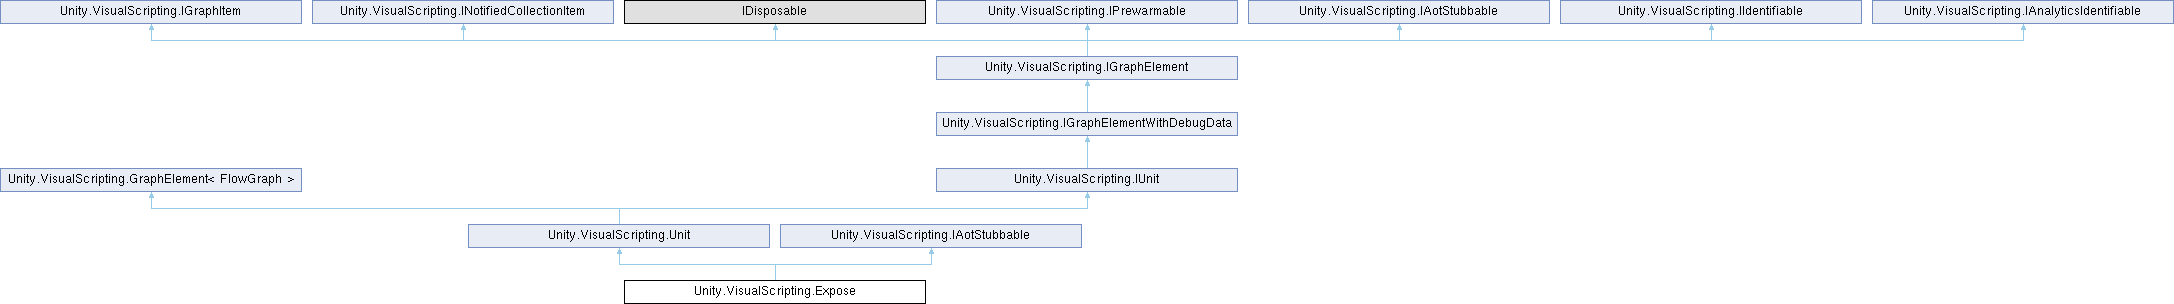 Unity.VisualScripting.IGraphItem
Unity.VisualScripting.INotifiedCollectionItem
IDisposable
Unity.VisualScripting.IPrewarmable
Unity.VisualScripting.IAotStubbable
Unity.VisualScripting.IIdentifiable
Unity.VisualScripting.IAnalyticsIdentifiable
Unity.VisualScripting.IGraphElement
Unity.VisualScripting.IGraphElementWithDebugData
Unity.VisualScripting.GraphElement< FlowGraph >
Unity.VisualScripting.IUnit
Unity.VisualScripting.Unit
Unity.VisualScripting.IAotStubbable
Unity.VisualScripting.Expose